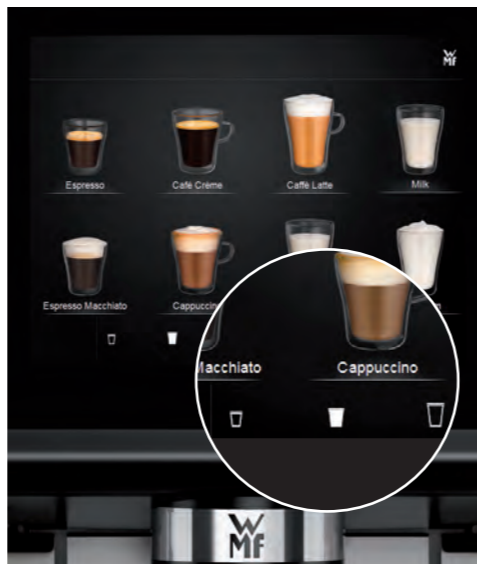 WMF
Espresso
Café Crème
Caffè Latte
Milk
Espresso Macchiato
Cappuccino
Macchiato
Cappuccino
WMF